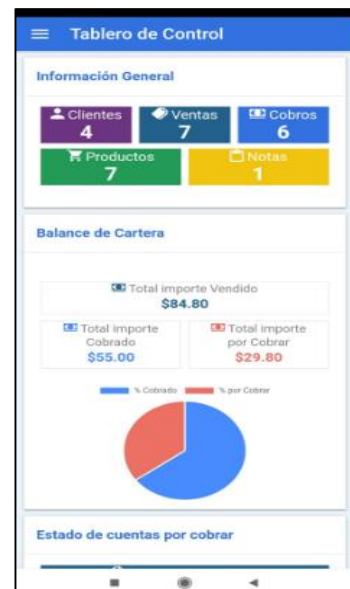 Tablero de Control
Información General
Clientes
4
Ventas
7
Cobros
6
Productos
7
Notas
1
Balance de Cartera
Total importe Vendido
$84.80
Total importe
Cobrado
$55.00
Total importe
por Cobrar
$29.80
% Cobrado
% por Cobrar
Estado de cuentas por cobrar